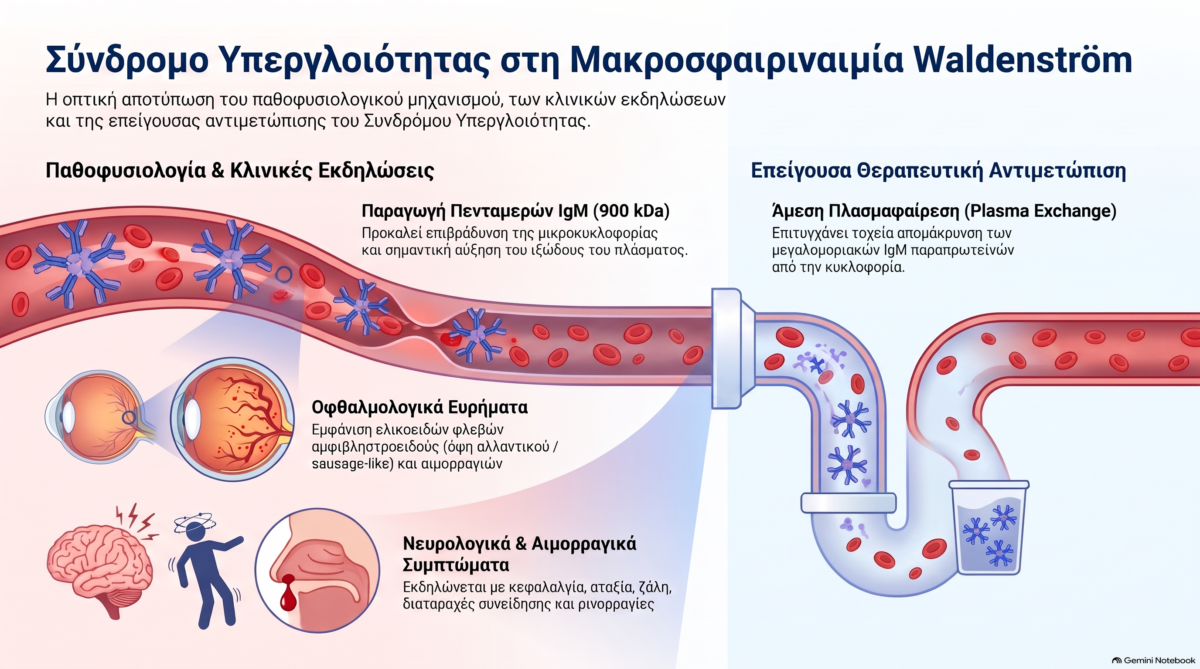 Σύνδρομο Υπεργλοιότητας στη Μακροσφαιριναιμία Waldenström
Η οπτική αποτύπωση του παθοφυσιολογικού μηχανισμού, των κλινικών εκδηλώσεων
και της επείγουσας αντιμετώπισης του Συνδρόμου Υπεργλοιότητας.
Παθοφυσιολογία & Κλινικές Εκδηλώσεις
Παραγωγή Πενταμερών IgM (900 kDa)
Προκαλεί επιβράδυνση της μικροκυκλοφορίας
και σημαντική αύξηση του ιξώδους του πλάσματος.
Οφθαλμολογικά Ευρήματα
Εμφάνιση ελικοειδών φλεβών
αμφιβληστροειδούς (όψη αλλαντικού /
sausage-like) και αιμορραγιών
Νευρολογικά & Αιμορραγικά
Συμπτώματα
Εκδηλώνεται με κεφαλαλγία, αταξία, ζάλη,
διαταραχές συνείδησης και ρινορραγίες
Επείγουσα Θεραπευτική Αντιμετώπιση
Άμεση Πλασμαφαίρεση (Plasma Exchange)
Επιτυγχάνει τοχεία απομάκρυνση των
μεγαλομοριακών IgM παραπρωτεϊνών
από την κυκλοφορία.
Gemini Notebook